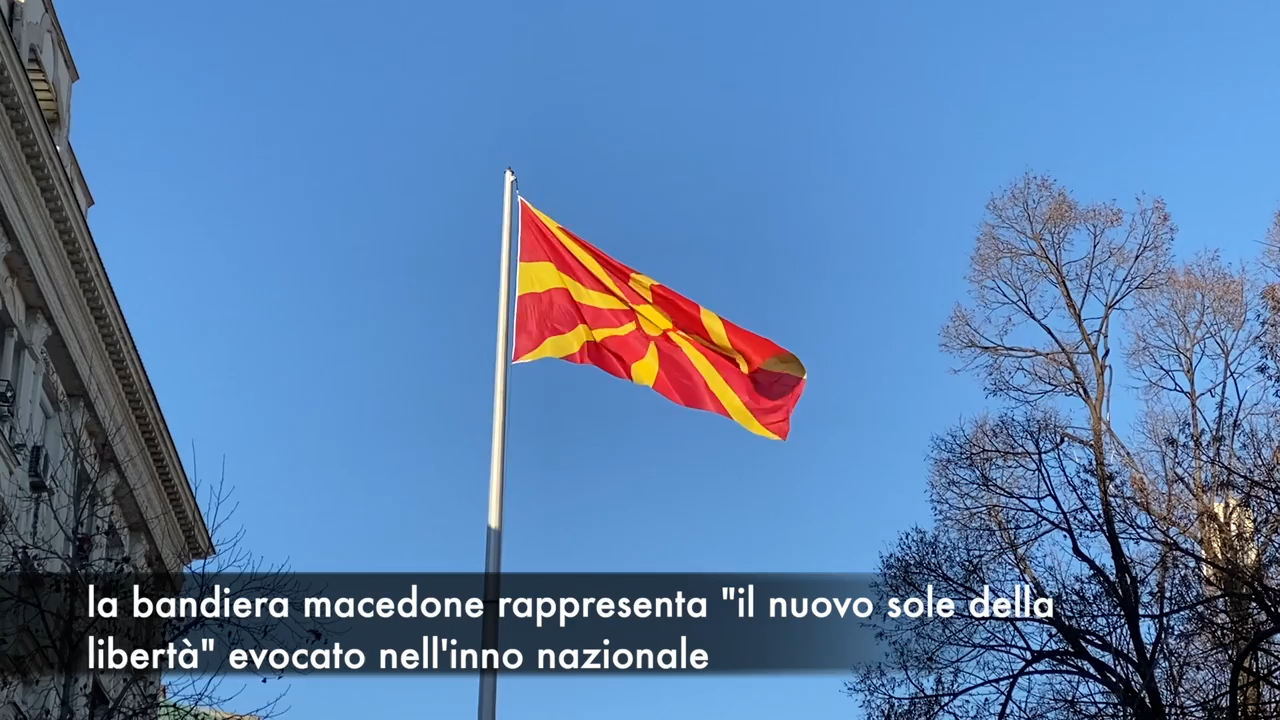 la bandiera macedone rappresenta "il nuovo sole della
libertà" evocato nell'inno nazionale